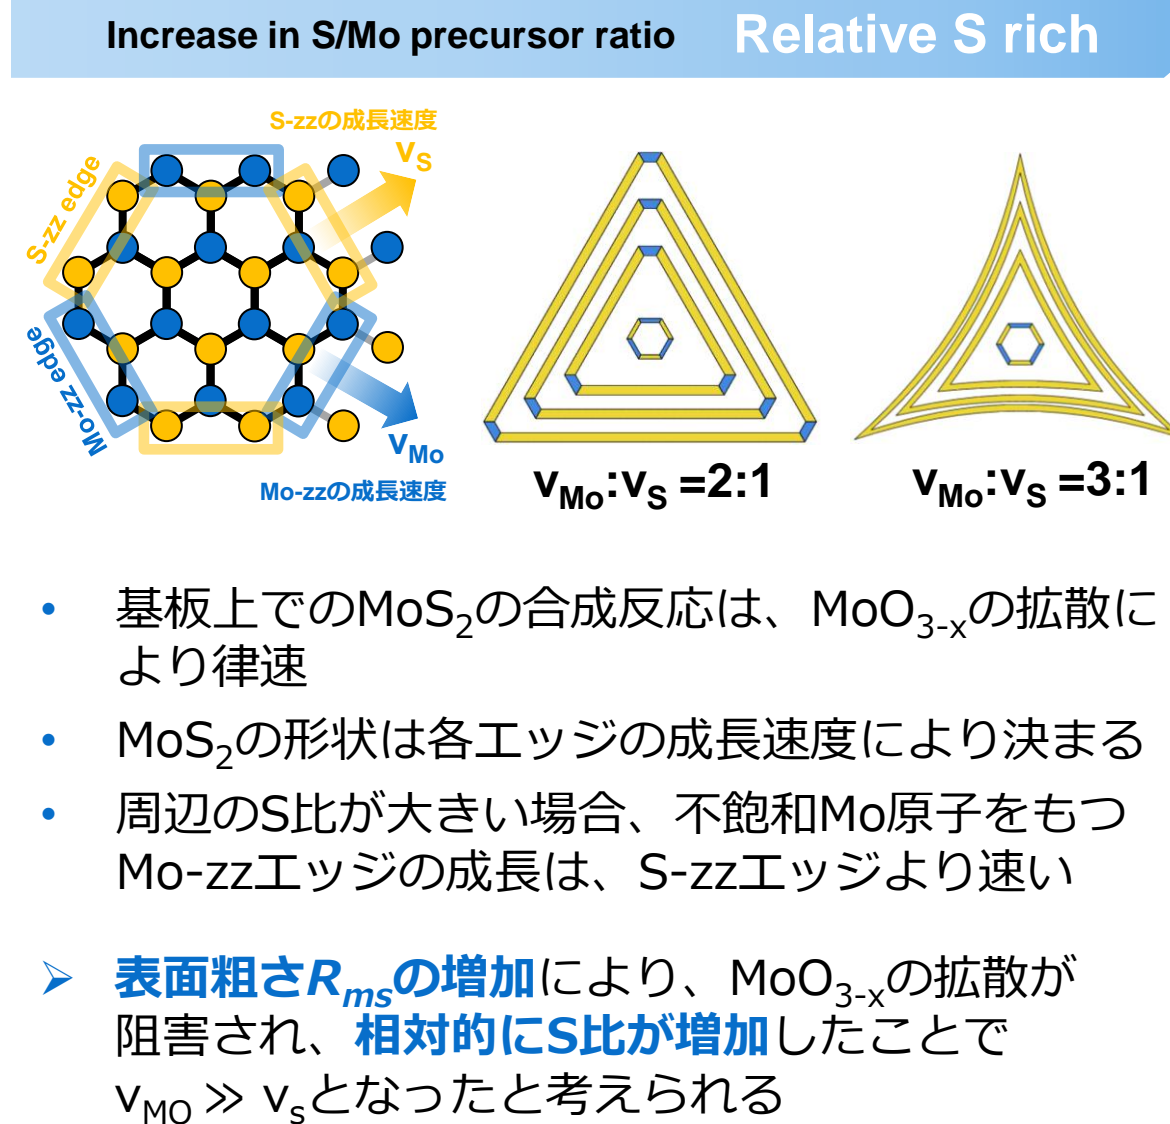 Increase in S/Mo precursor ratio Relative S rich
S-zzの成長速度
vS
S-zz edge
Mo-zz edge
vMo
Mo-zzの成長速度
vMo:vS =2:1
vMo:vS =3:1
• 基板上でのMoS2の合成反応は、MoO3-xの拡散に
より律速
• MoS2の形状は各エッジの成長速度により決まる
• 周辺のS比が大きい場合、不飽和Mo原子をもつ
Mo-zzエッジの成長は、S-zzエッジより速い
➢ 表面粗さRmsの増加により、MoO3-xの拡散が
阻害され、相対的にS比が増加したことで
vMO ≫ vsとなったと考えられる